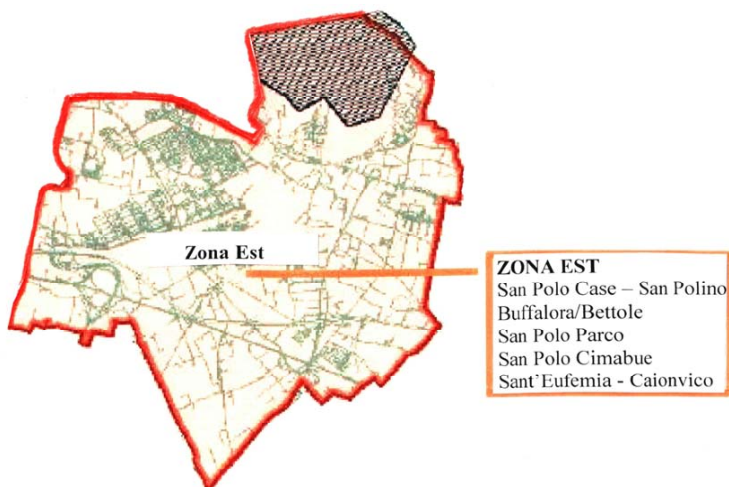 Zona Est
ZONA EST
San Polo Case – San Polino
Buffalora/Bettole
San Polo Parco
San Polo Cimabue
Sant'Eufemia - Caionvico